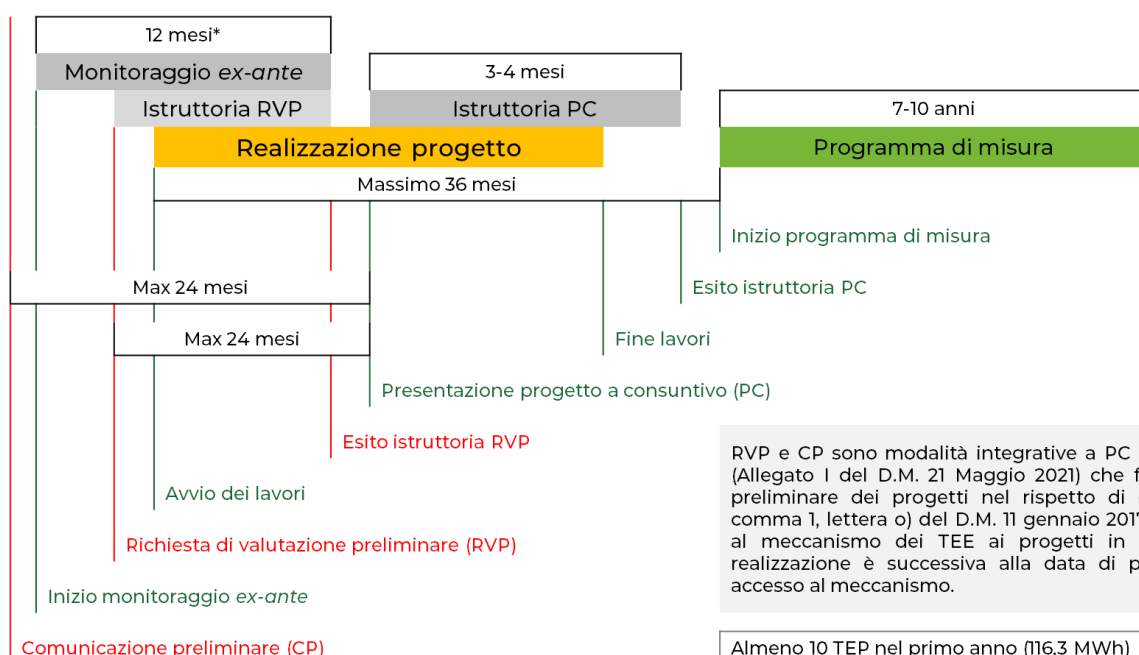 12 mesi*
Monitoraggio ex-ante
3-4 mesi
Istruttoria RVP
Istruttoria PC
7-10 anni
Realizzazione progetto
Programma di misura
Massimo 36 mesi
Inizio programma di misura
Max 24 mesi
Esito istruttoria PC
Max 24 mesi
Fine lavori
Presentazione progetto a consuntivo (PC)
Esito istruttoria RVP
Avvio dei lavori
Richiesta di valutazione preliminare (RVP)
Inizio monitoraggio ex-ante
Comunicazione preliminare (CP)
RVP e CP sono modalità integrative a PC
(Allegato I del D.M. 21 Maggio 2021) che
preliminare dei progetti nel rispetto di
comma 1, lettera o) del D.M. 11 gennaio 2017
al meccanismo dei TEE ai progetti in
realizzazione è successiva alla data di
accesso al meccanismo.
Almeno 10 TEP nel primo anno (116,3 MWh)